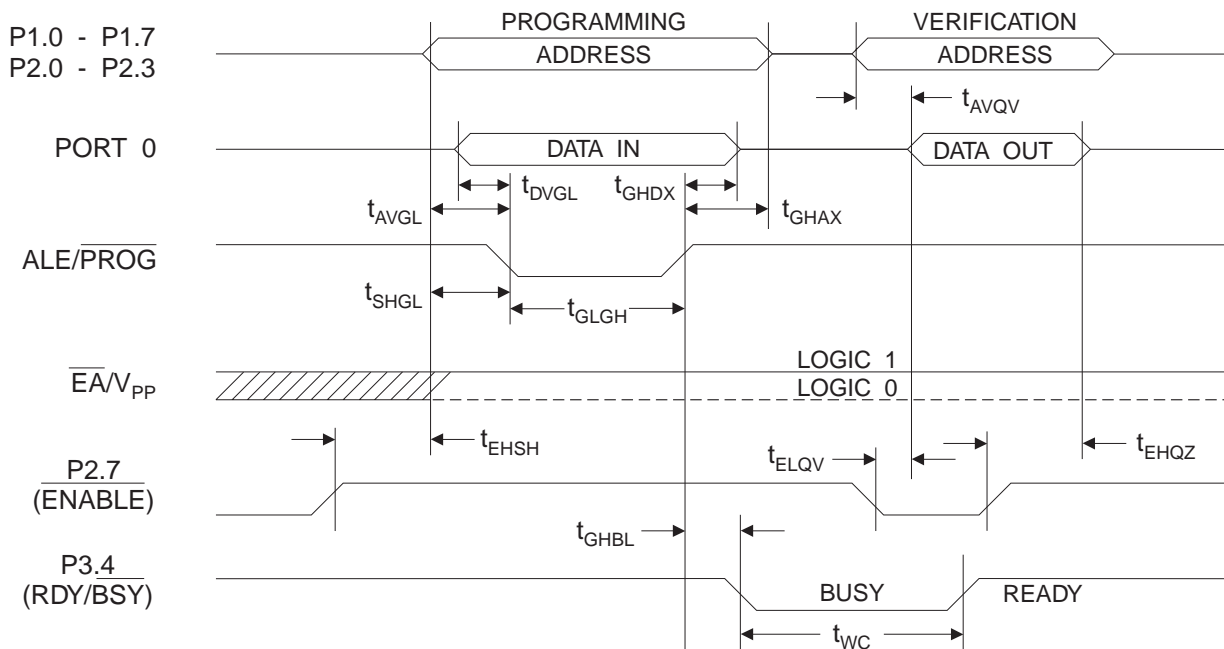 PROGRAMMING VERIFICATION
P1.0 - P1.7
P2.0 - P2.3
ADDRESS ADDRESS
tAVQV
PORT 0 DATA IN DATA OUT
tDVGL tGHDX
tAVGL tGHAX
ALE/PROG
tSHGL tGLGH
LOGIC 1
EA/VPP
LOGIC 0
tEHSH tELQV tEHQZ
P2.7
(ENABLE)
tGHBL
P3.4
(RDY/BSY) BUSY READY
tWC